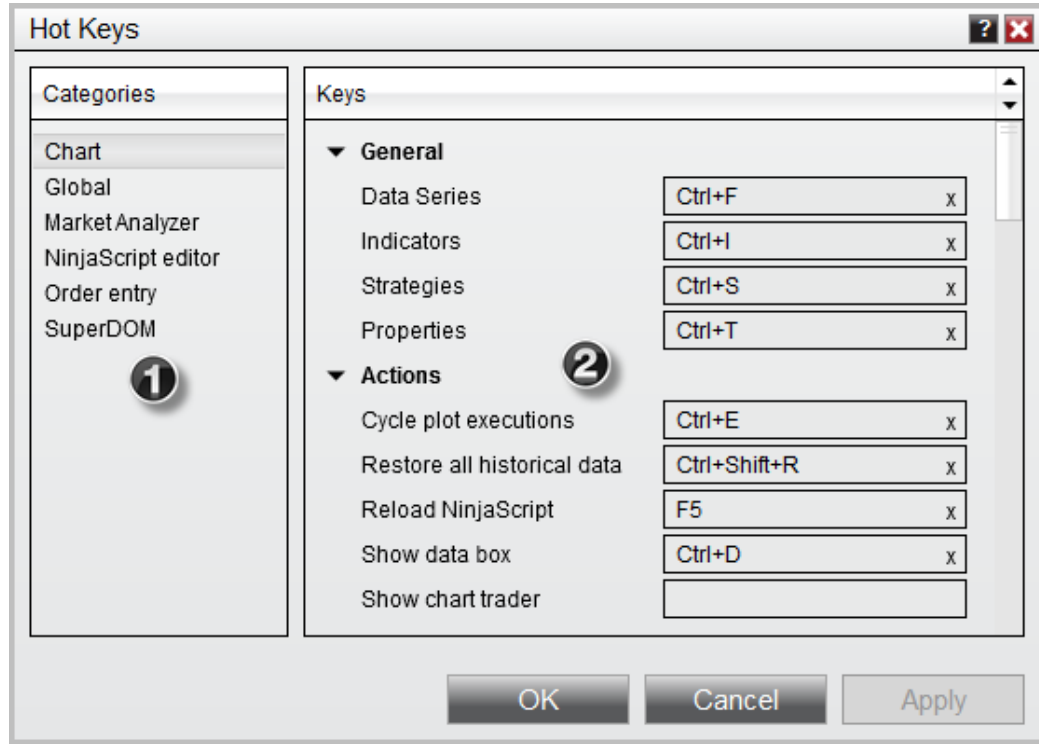 Hot Keys
?
Categories
Keys
Chart
Global
Market Analyzer
NinjaScript editor
Order entry
SuperDOM
1
General
Data Series Ctrl+F x
Indicators Ctrl+I x
Strategies Ctrl+S x
Properties Ctrl+T x
2
Actions
Cycle plot executions Ctrl+E x
Restore all historical data Ctrl+Shift+R x
Reload NinjaScript F5 x
Show data box Ctrl+D x
Show chart trader
OK Cancel Apply